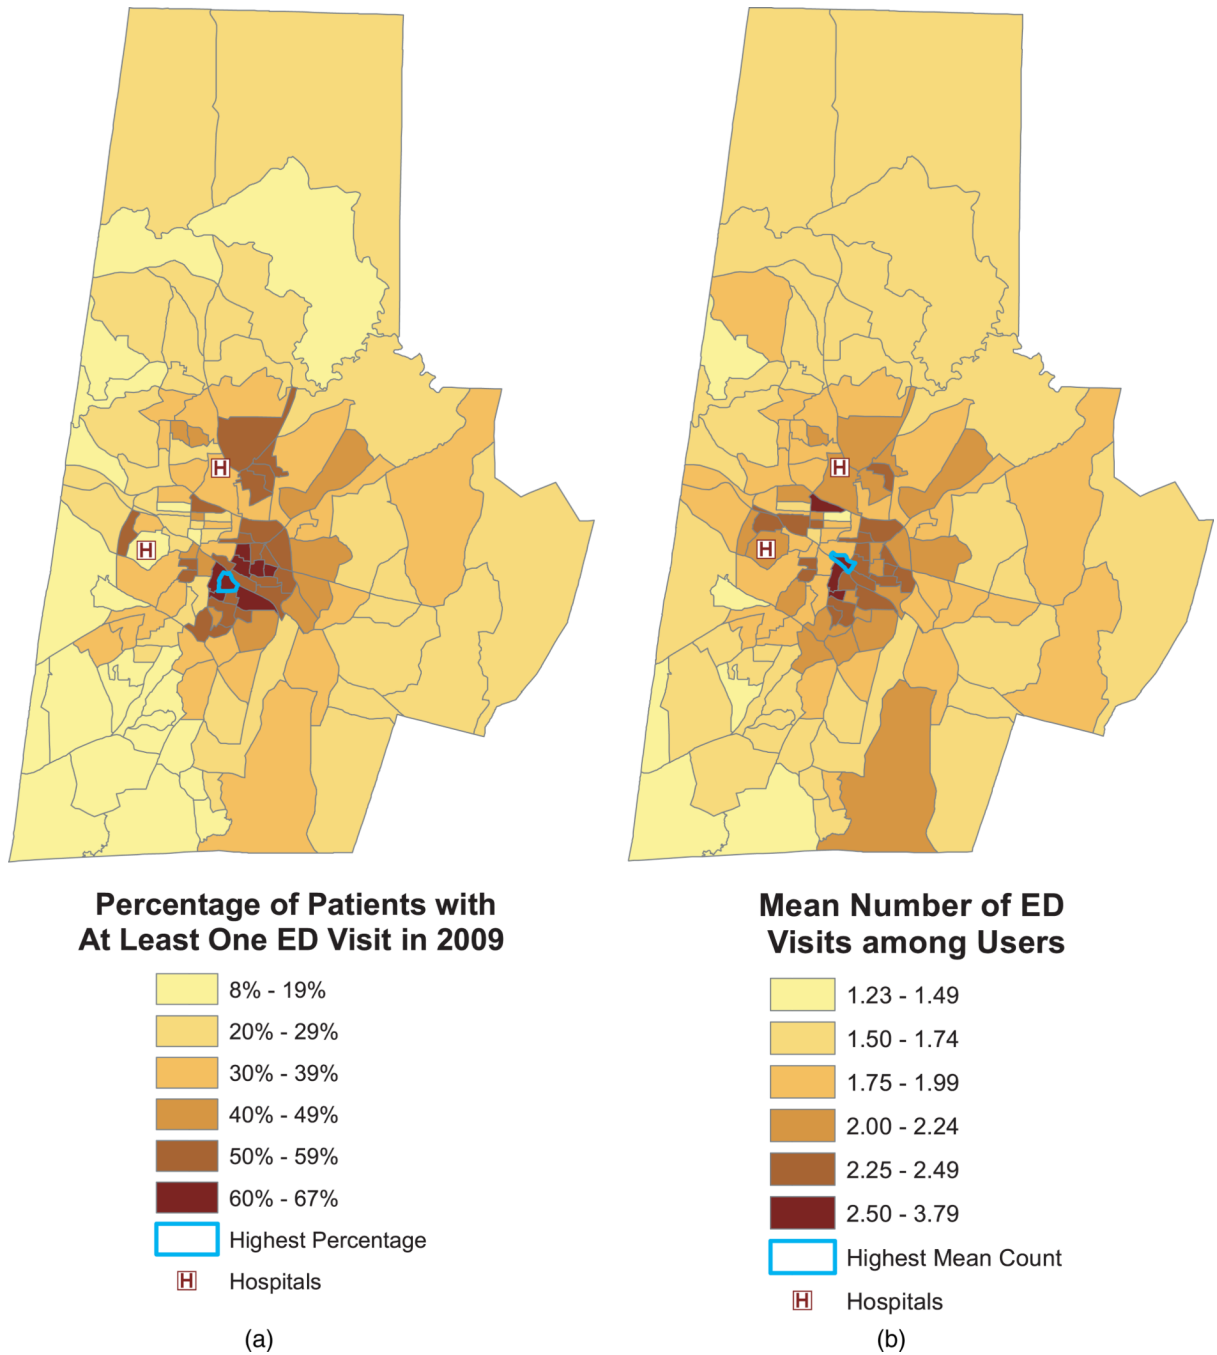 H
H
H
H
Percentage of Patients with
At Least One ED Visit in 2009
8% - 19%
20% - 29%
30% - 39%
40% - 49%
50% - 59%
60% - 67%
Highest Percentage
H Hospitals
(a)
Mean Number of ED
Visits among Users
1.23 - 1.49
1.50 - 1.74
1.75 - 1.99
2.00 - 2.24
2.25 - 2.49
2.50 - 3.79
Highest Mean Count
H Hospitals
(b)